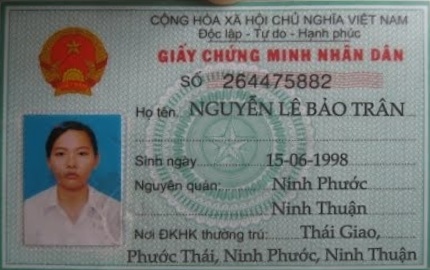 CỘNG HÒA XÃ HỘI CHỦ NGHĨA VIỆT NAM
Độc lập - Tự do - Hạnh phúc
GIẤY CHỨNG MINH NHÂN DÂN
SỐ 264475882
Họ tên: NGUYỄN LÊ BẢO TRÂN
Sinh ngày 15-06-1998
Nguyên quán: Ninh Phước
Ninh Thuận
Nơi ĐKHK thường trú: Thái Giao,
Phước Thái, Ninh Phước, Ninh Thuận